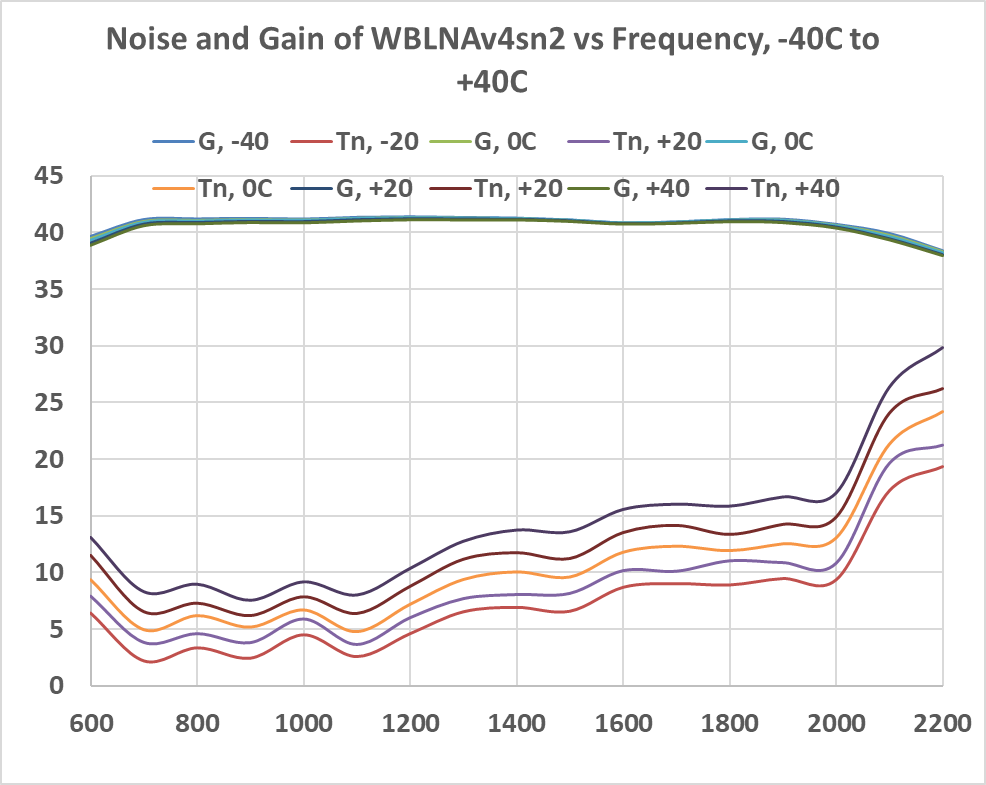 Noise and Gain of WBLNAv4sn2 vs Frequency, -40C to
+40C
G, -40 Tn, -20 G, 0C Tn, +20 G, 0C
Tn, 0C G, +20 Tn, +20 G, +40 Tn, +40
45
40
35
30
25
20
15
10
5
0
600 800 1000 1200 1400 1600 1800 2000 2200